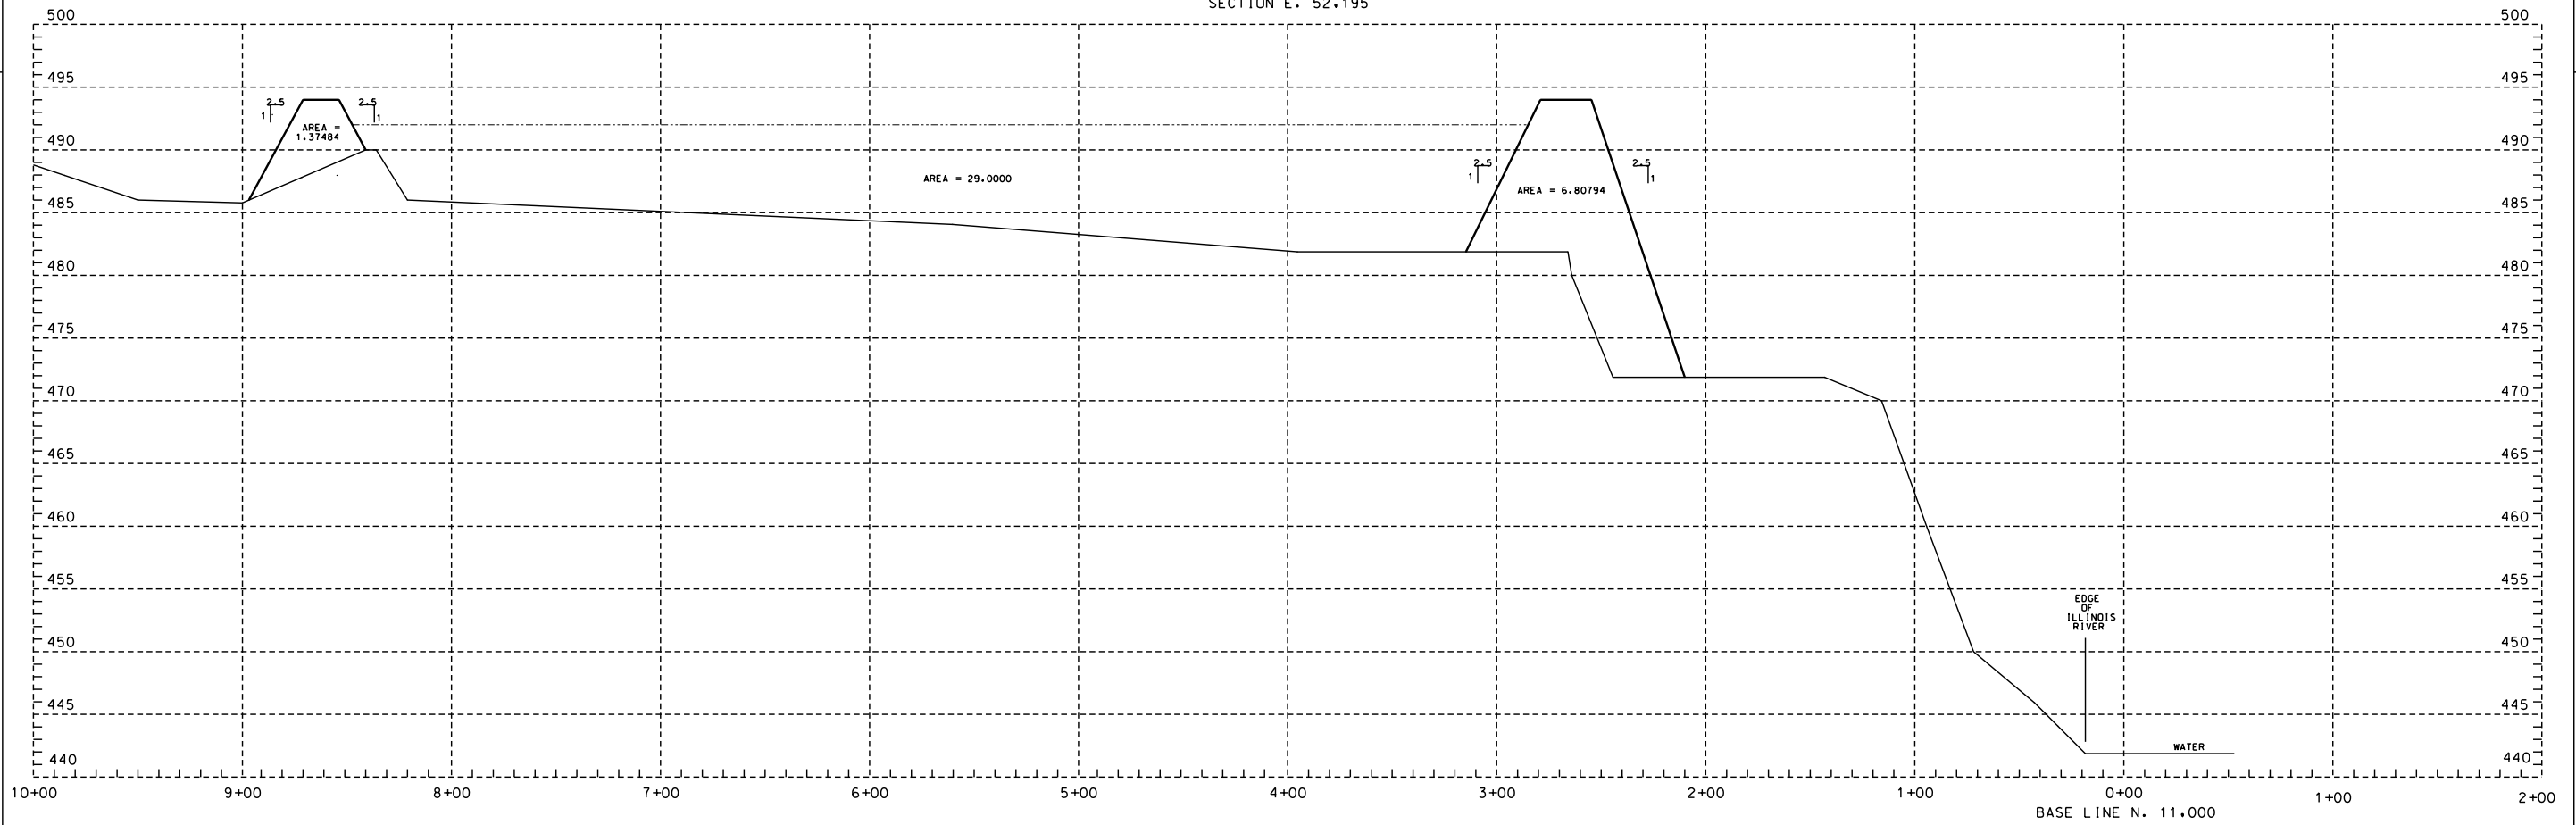 SECTION E. 52,195
500 500
495 495
2.5 2.5
1 1
AREA =
1.37484
490 490
2.5 2.5
1 1
AREA = 29.0000
AREA = 6.80794
485 485
480 480
475 475
470 470
465 465
460 460
455 455
EDGE
OF
ILLINOIS
RIVER
450 450
445 445
WATER
440 440
10+00 9+00 8+00 7+00 6+00 5+00 4+00 3+00 2+00 1+00 0+00 1+00 2+00
BASE LINE N. 11,000